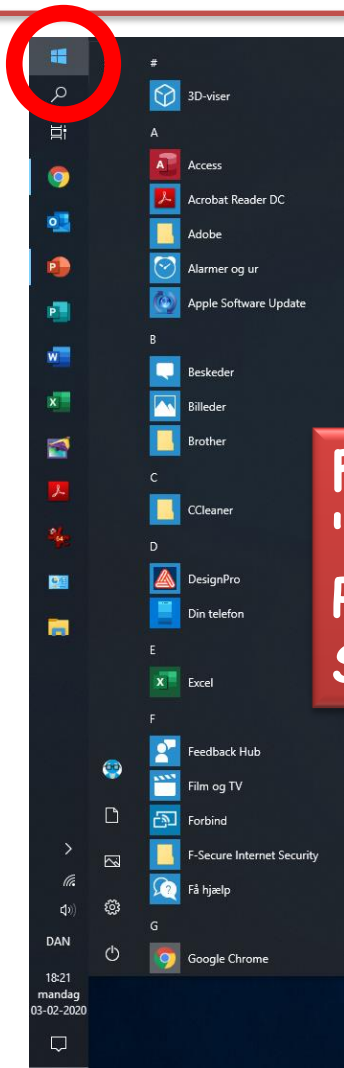 #
3D-viser
A
Access
Acrobat Reader DC
Adobe
Alarmer og ur
Apple Software Update
B
Beskeder
Billeder
Brother
C
CCleaner
D
DesignPro
Din telefon
E
Excel
F
Feedback Hub
Film og TV
Forbind
F-Secure Internet Security
Få hjælp
G
Google Chrome
DAN
18:21
mandag
03-02-2020